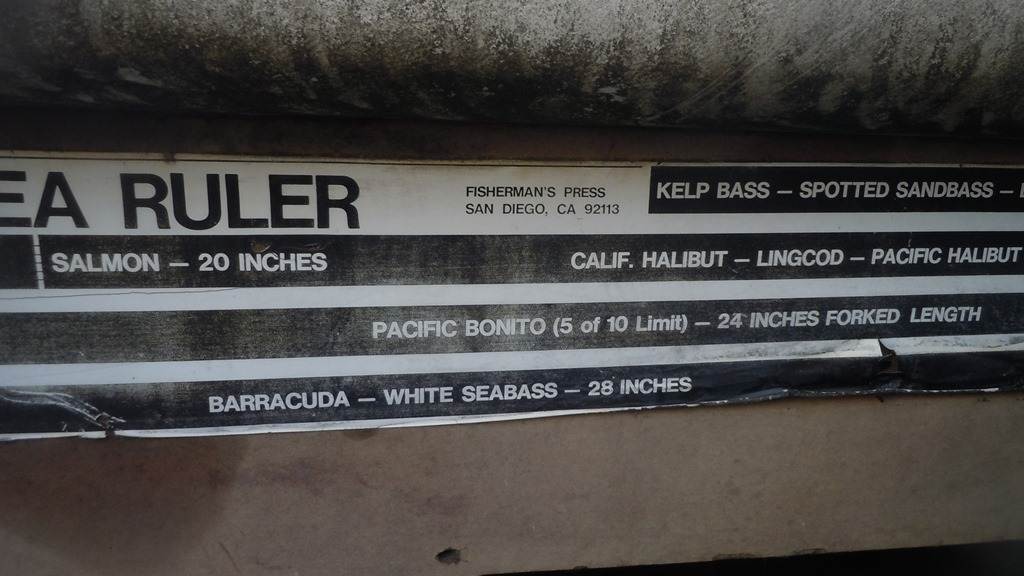 EA RULER
FISHERMAN'S PRESS
SAN DIEGO, CA 92113
KELP BASS – SPOTTED SANDBASS –
SALMON – 20 INCHES
CALIF. HALIBUT – LINGCOD – PACIFIC HALIBUT
PACIFIC BONITO (5 of 10 Limit) – 24 INCHES FORKED LENGTH
BARRACUDA – WHITE SEABASS – 28 INCHES